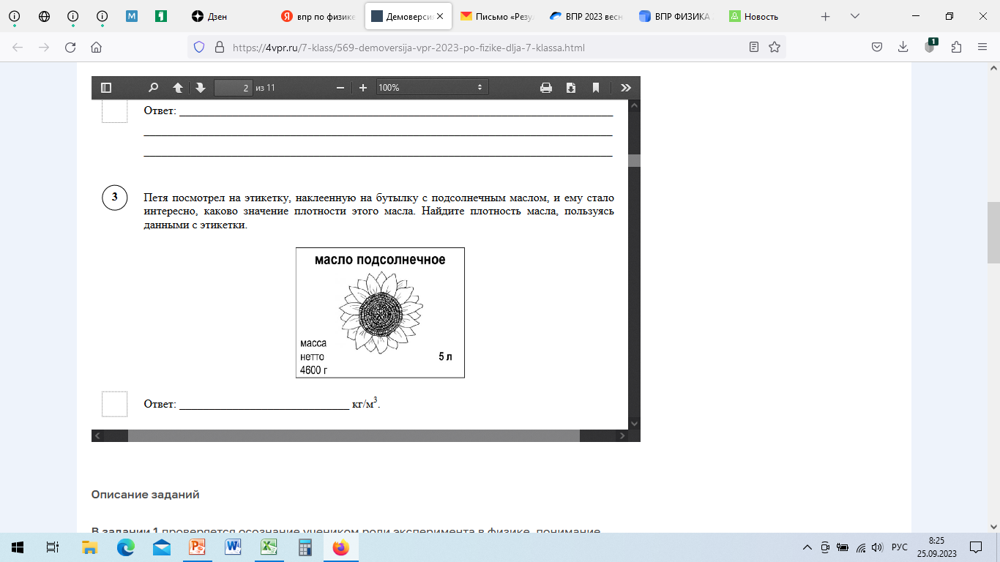 Дзен
впр по физике
Демоверсия
Письмо «Резу
ВПР 2023 весн
ВПР ФИЗИКА
Новость
https://4vpr.ru/7-klass/569-demoversija-vpr-2023-po-fizike-dlja-7-klassa.html
1
2 из 11
100%
Ответ:
3
Петя посмотрел на этикетку, наклеенную на бутылку с подсолнечным маслом, и ему стало
интересно, каково значение плотности этого масла. Найдите плотность масла, пользуясь
данными с этикетки.
масло подсолнечное
масса
нетто
5 л
4600 г
Ответ: ______________________________ кг/м³.
Описание заданий
В задании 1 проверяется осознание учеником роли эксперимента в физике, понимание
РУС
8:25
25.09.2023